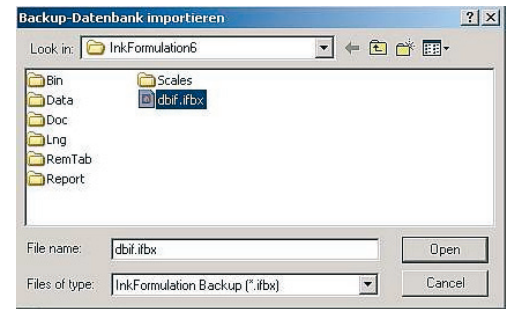 Backup-Datenbank importieren
Look in: InkFormulation6
Bin
Data
Doc
Lng
RemTab
Report
Scales
dbif.ifbx
File name: dbif.ifbx Open
Files of type: InkFormulation Backup (*.ifbx) Cancel